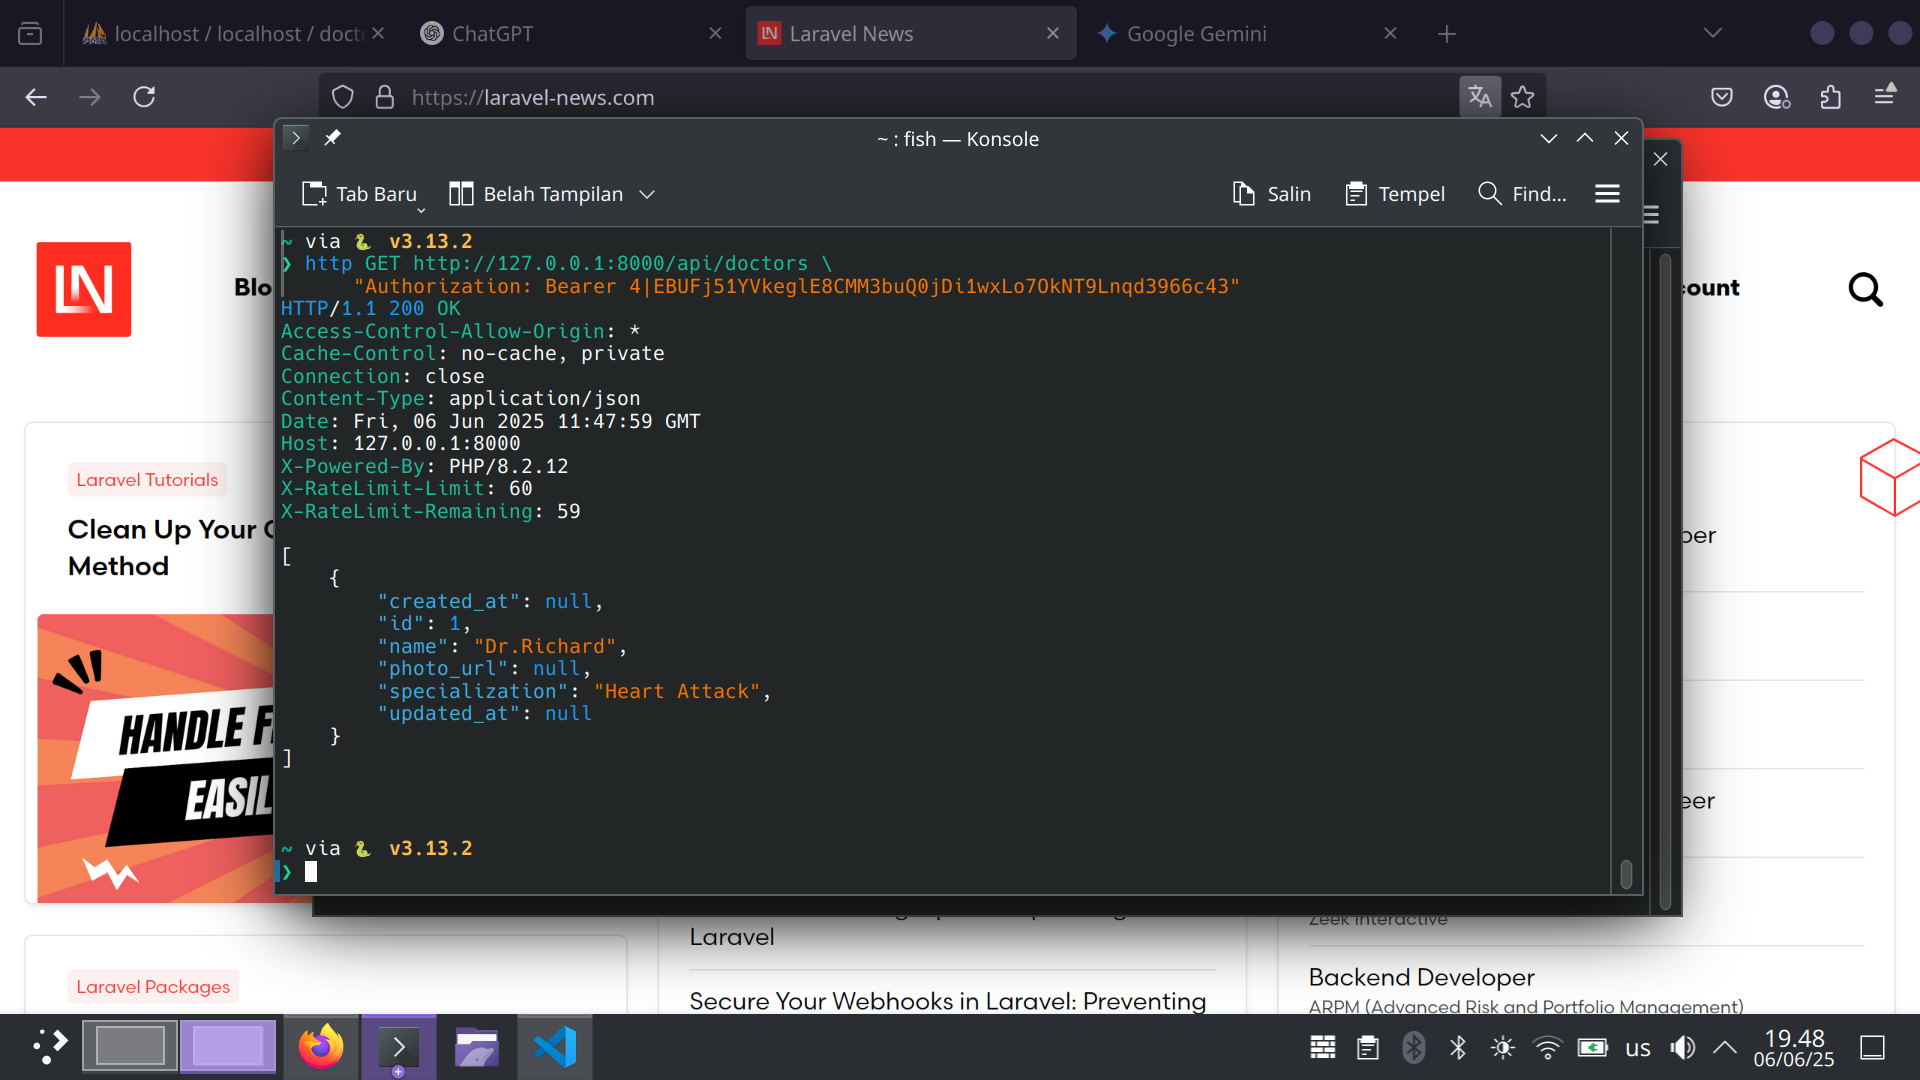 localhost / localhost / docto
ChatGPT
LN
Laravel News
Google Gemini
https://laravel-news.com
~ : fish — Konsole
Tab Baru
Belah Tampilan
Salin
Tempel
Find...
~ via v3.13.2
❯ http GET http://127.0.0.1:8000/api/doctors \
"Authorization: Bearer 4|EBUFj51YVkeglE8CMM3buQ0jDi1wxLo7OkNT9Lnqd3966c43"
HTTP/1.1 200 OK
Access-Control-Allow-Origin: *
Cache-Control: no-cache, private
Connection: close
Content-Type: application/json
Date: Fri, 06 Jun 2025 11:47:59 GMT
Host: 127.0.0.1:8000
X-Powered-By: PHP/8.2.12
X-RateLimit-Limit: 60
X-RateLimit-Remaining: 59
[
{
"created_at": null,
"id": 1,
"name": "Dr.Richard",
"photo_url": null,
"specialization": "Heart Attack",
"updated_at": null
}
]
~ via v3.13.2
❯
LN
Blo
ount
Laravel Tutorials
Clean Up Your
Method
HANDLE F
EASIL
Laravel Packages
Laravel
Secure Your Webhooks in Laravel: Preventing
per
eer
Zeek Interactive
Backend Developer
ARPM (Advanced Risk and Portfolio Management)
us
19.48
06/06/25